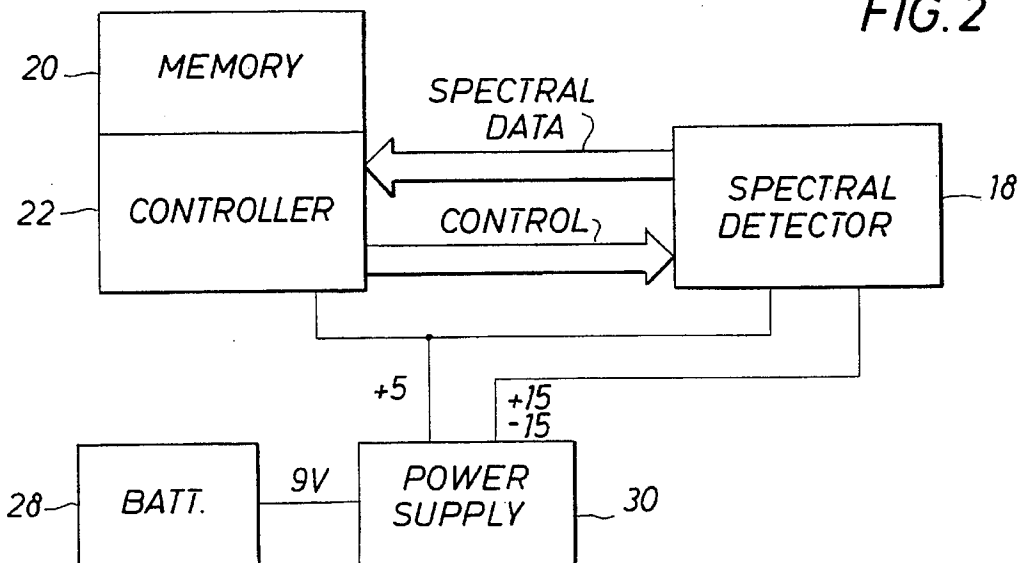 FIG. 2
20
MEMORY
SPECTRAL
DATA
22
CONTROLLER
CONTROL
SPECTRAL
DETECTOR
18
+5
+15
-15
28
BATT.
9V
POWER
SUPPLY
30